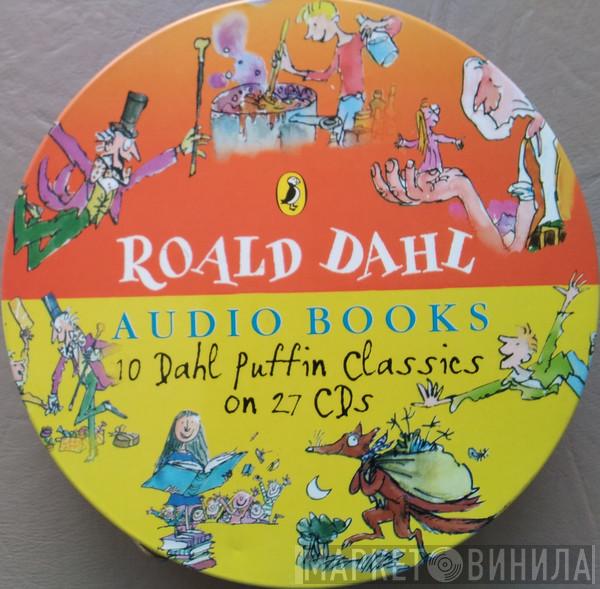 ROALD DAHL
AUDIO BOOKS
10 Dahl Puffin Classics
on 27 CDs
МАРКЕТ ВИНИЛА